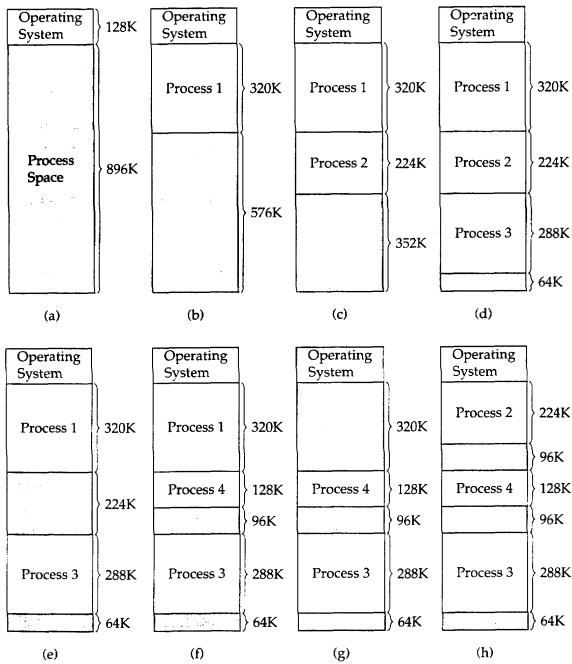 Operating
System
128K
Process
Space
896K
(a)
Operating
System
Process 1
320K
576K
(b)
Operating
System
Process 1
320K
Process 2
224K
352K
(c)
Operating
System
Process 1
320K
Process 2
224K
Process 3
288K
64K
(d)
Operating
System
Process 1
320K
224K
Process 3
288K
64K
(e)
Operating
System
Process 1
320K
Process 4
128K
96K
Process 3
288K
64K
(f)
Operating
System
320K
Process 4
128K
96K
Process 3
288K
64K
(g)
Operating
System
Process 2
224K
96K
Process 4
128K
96K
Process 3
288K
64K
(h)